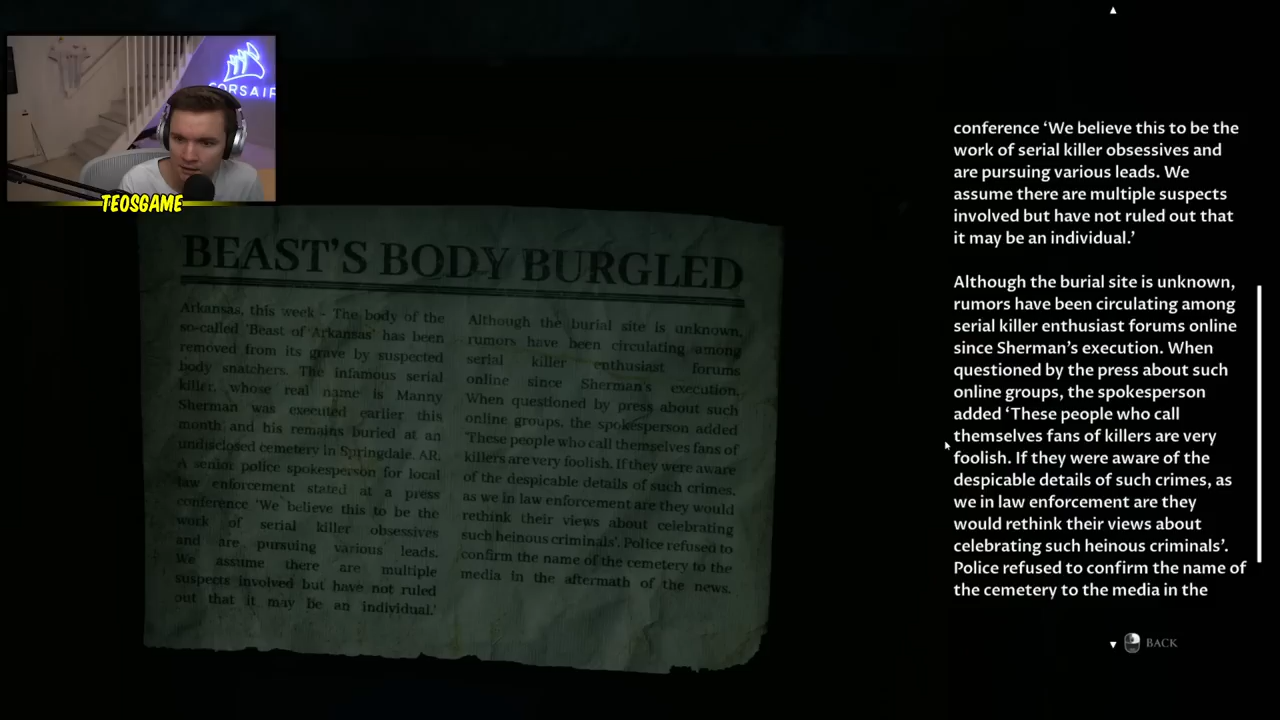 CORSAIR
TEOSGAME
BEAST'S BODY BURGLED
Arkansas, this week - The body of the
so-called 'Beast of Arkansas' has been
removed from its grave by suspected
body snatchers. The infamous serial
killer, whose real name is Manny
Sherman was executed earlier this
month and his remains buried at an
undisclosed cemetery in Springdale, AR.
A senior police spokesperson for local
law enforcement stated at a press
conference 'We believe this to be the
work of serial killer obsessives
and are pursuing various leads.
We assume there are multiple
suspects involved but have not ruled
out that it may be an individual.'
Although the burial site is unknown,
rumors have been circulating among
serial killer enthusiast forums
online since Sherman's execution.
When questioned by press about such
online groups, the spokesperson added
'These people who call themselves fans of
killers are very foolish. If they were aware
of the despicable details of such crimes,
as we in law enforcement are they would
rethink their views about celebrating
such heinous criminals'. Police refused to
confirm the name of the cemetery to the
media in the aftermath of the news.
conference ‘We believe this to be the
work of serial killer obsessives and
are pursuing various leads. We
assume there are multiple suspects
involved but have not ruled out that
it may be an individual.’
Although the burial site is unknown,
rumors have been circulating among
serial killer enthusiast forums online
since Sherman’s execution. When
questioned by the press about such
online groups, the spokesperson
added ‘These people who call
themselves fans of killers are very
foolish. If they were aware of the
despicable details of such crimes, as
we in law enforcement are they
would rethink their views about
celebrating such heinous criminals’.
Police refused to confirm the name of
the cemetery to the media in the
BACK